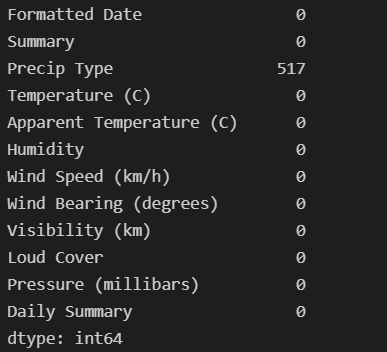 Formatted Date 0
Summary 0
Precip Type 517
Temperature (C) 0
Apparent Temperature (C) 0
Humidity 0
Wind Speed (km/h) 0
Wind Bearing (degrees) 0
Visibility (km) 0
Loud Cover 0
Pressure (millibars) 0
Daily Summary 0
dtype: int64